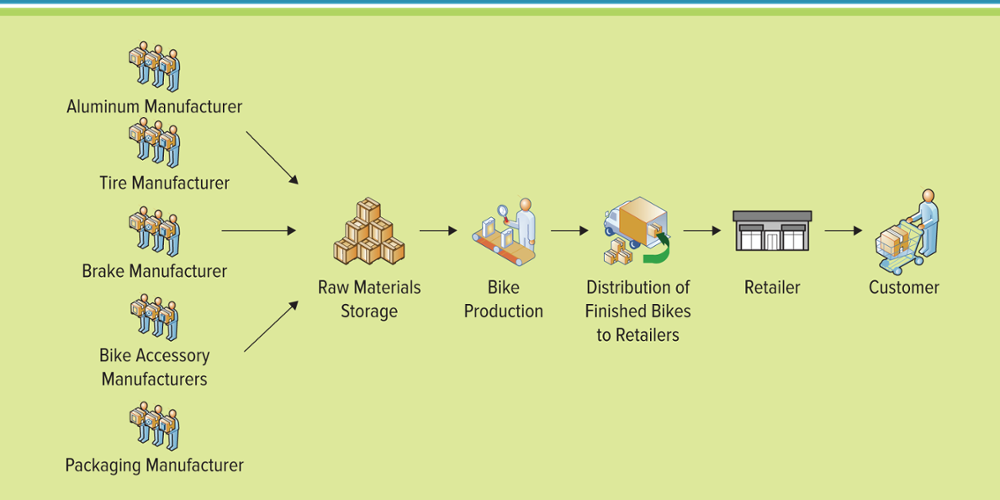 Aluminum Manufacturer
Tire Manufacturer
Brake Manufacturer
Bike Accessory
Manufacturers
Packaging Manufacturer
Raw Materials
Storage
Bike
Production
Distribution of
Finished Bikes
to Retailers
Retailer
Customer